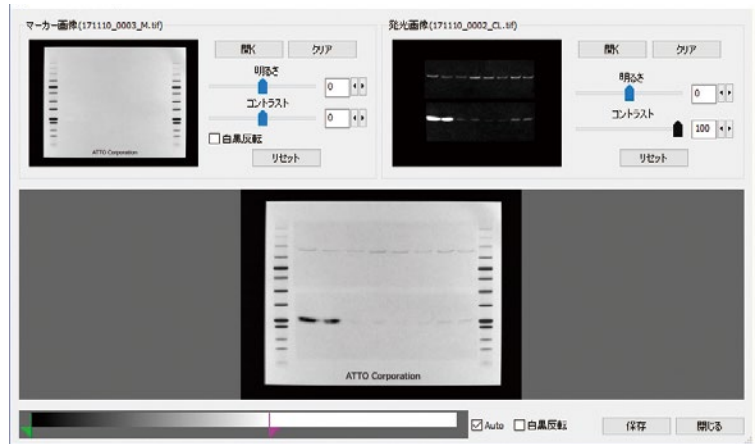 マーカー画像(171110_0003_M.tif)
開く クリア
明るさ
0
コントラスト
0
白黒反転
リセット
ATTO Corporation
発光画像(171110_0002_CL.tif)
開く クリア
明るさ
0
コントラスト
100
リセット
ATTO Corporation
Auto 白黒反転 保存 閉じる